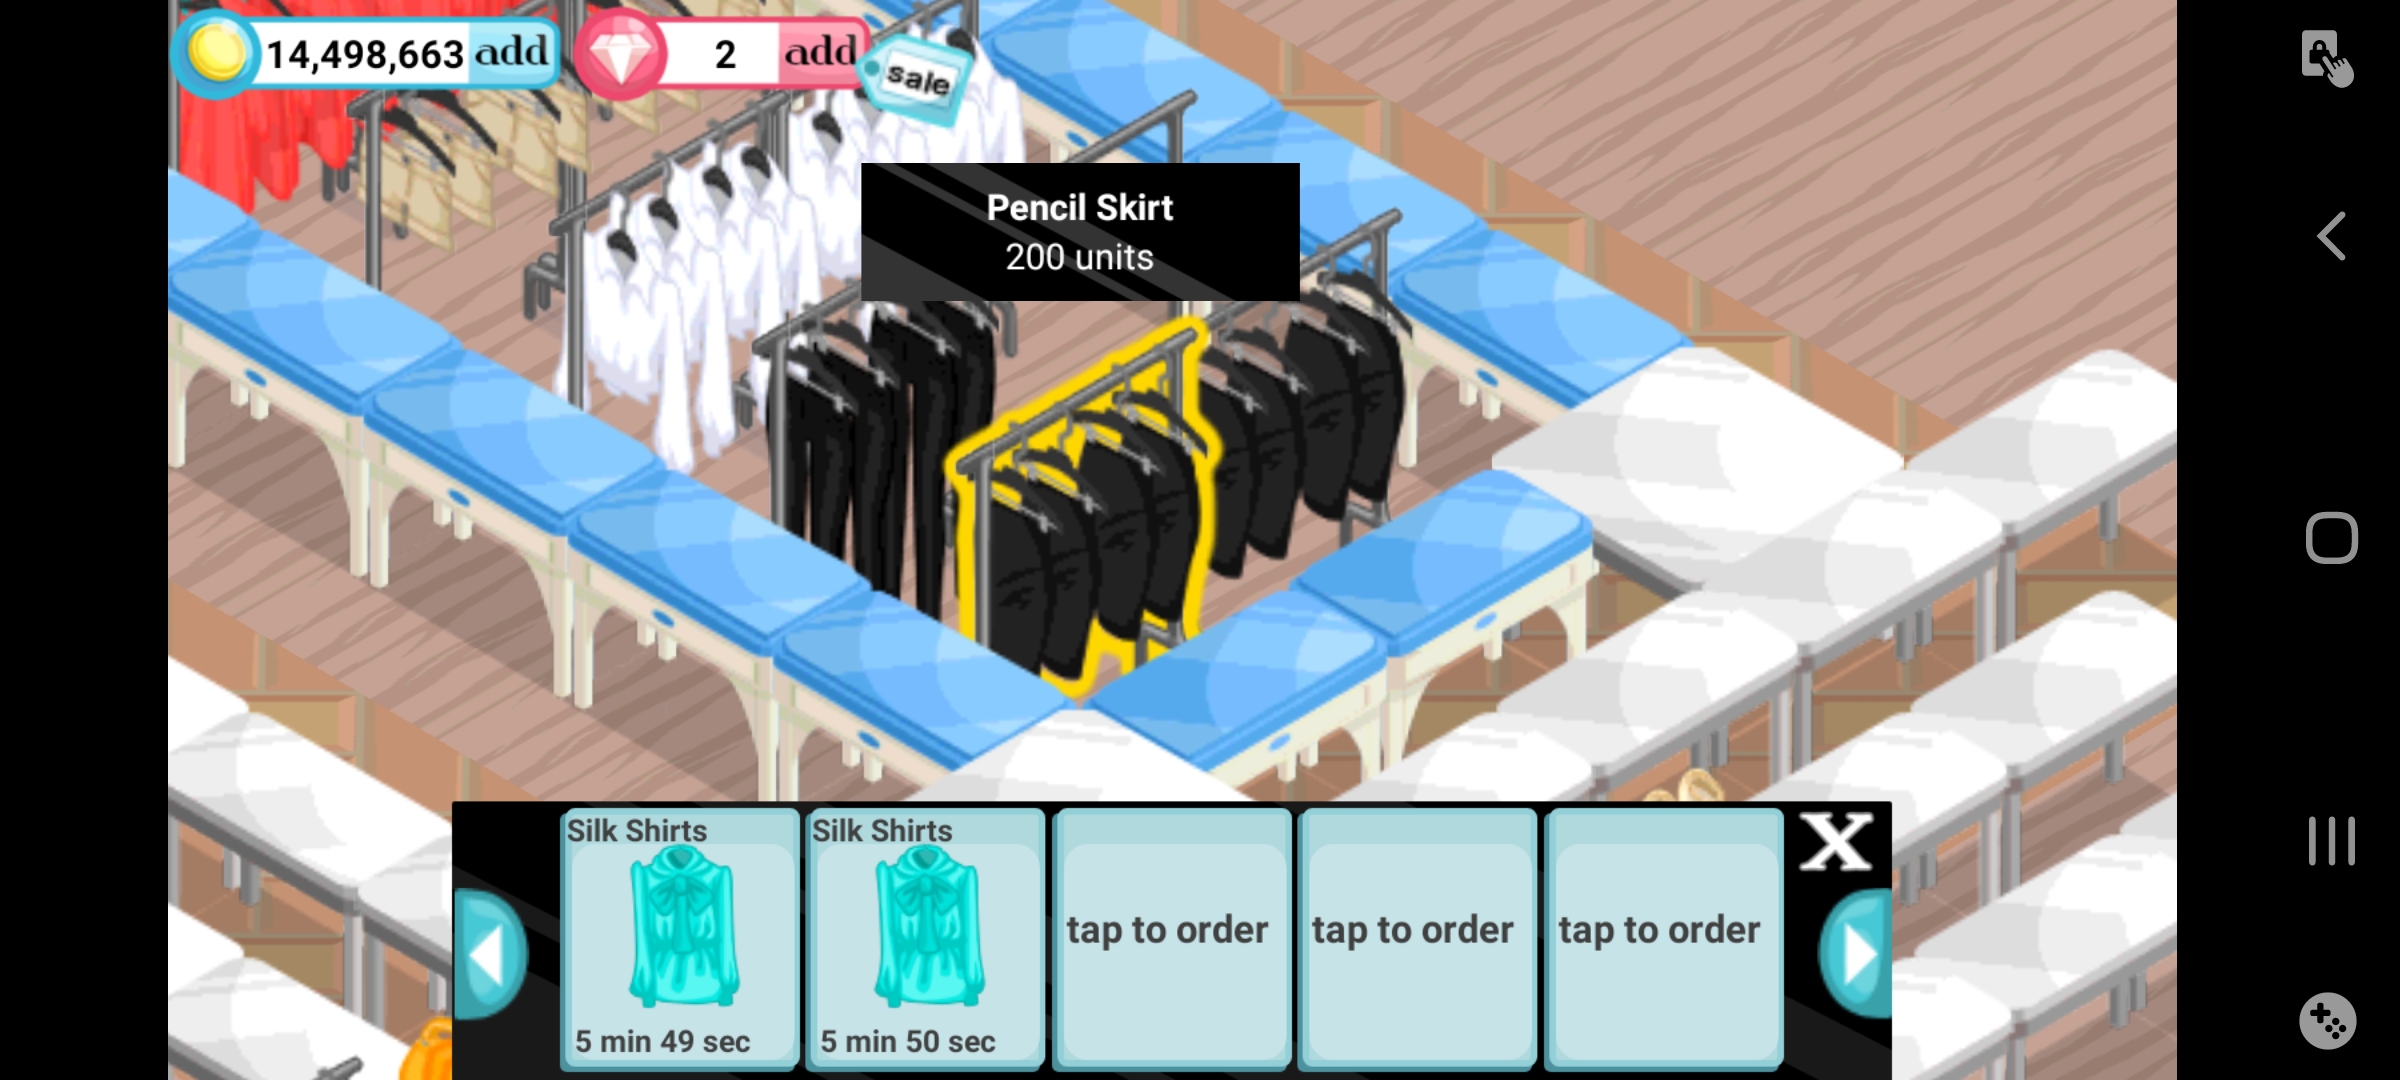 14,498,663 add
2 add
sale
Pencil Skirt
200 units
Silk Shirts
5 min 49 sec
Silk Shirts
5 min 50 sec
tap to order
tap to order
tap to order
X